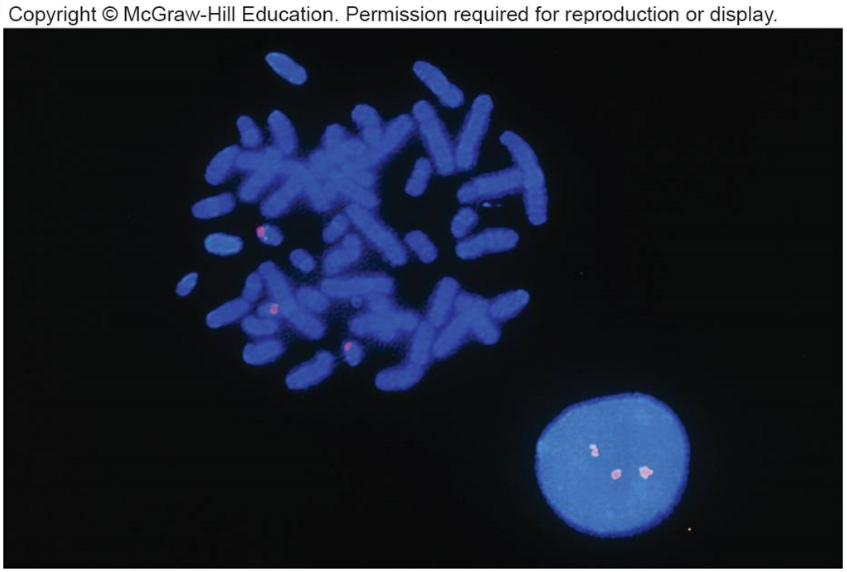 Copyright © McGraw-Hill Education. Permission required for reproduction or display.